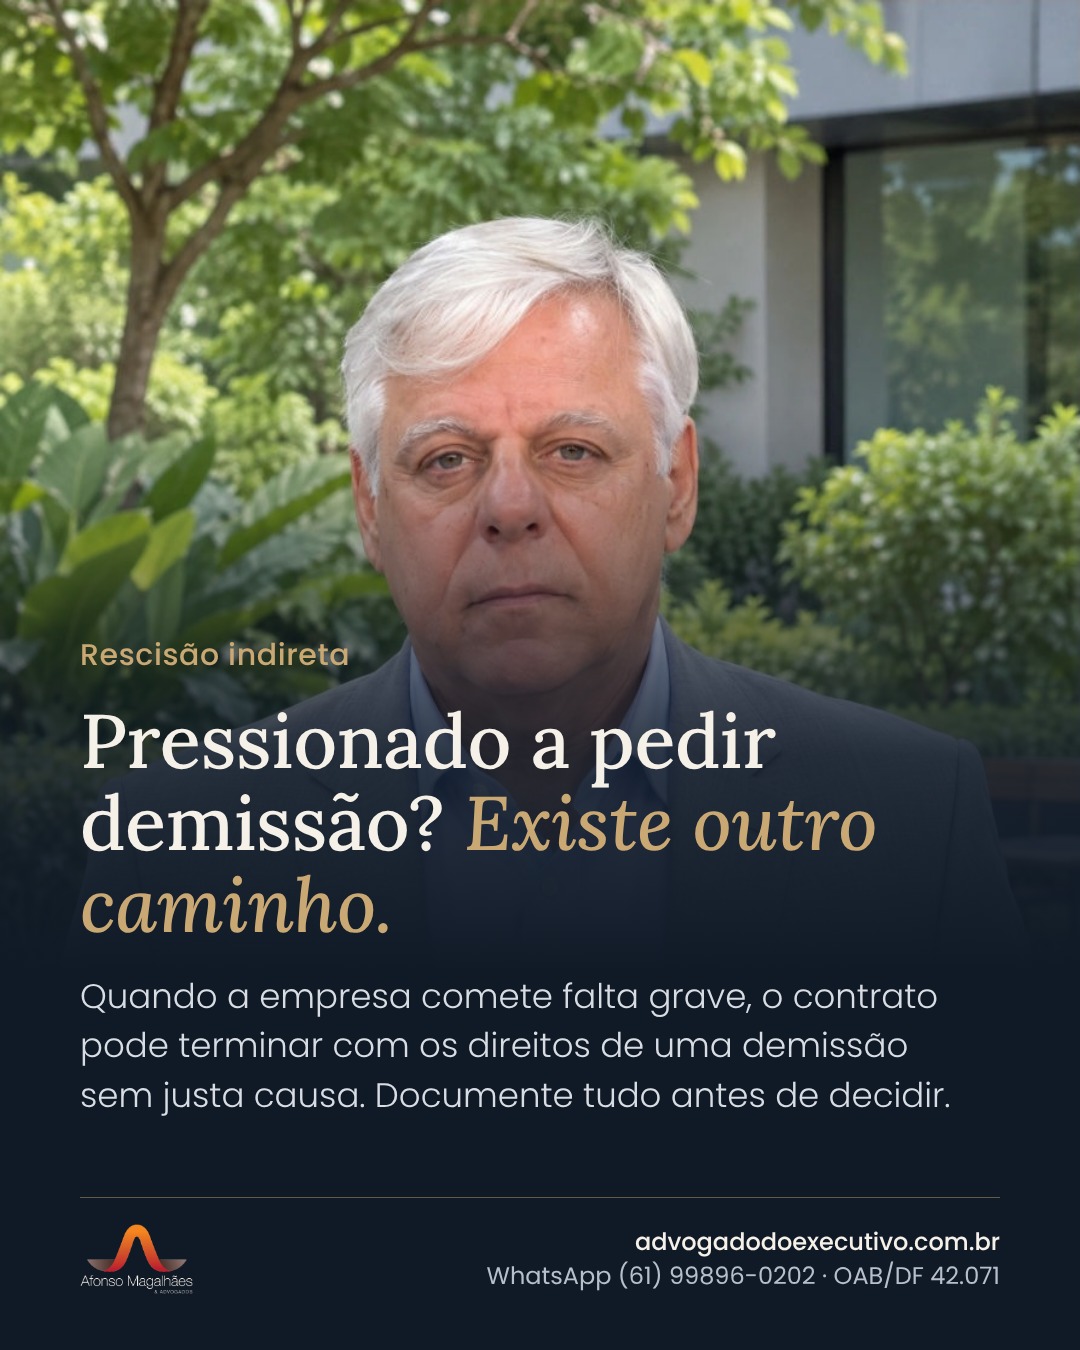 Rescisão indireta
Pressionado a pedir
demissão? Existe outro
caminho.
Quando a empresa comete falta grave, o contrato
pode terminar com os direitos de uma demissão
sem justa causa. Documente tudo antes de decidir.
Afonso Magalhães
& ADVOGADOS
advogadodoexecutivo.com.br
WhatsApp (61) 99896-0202 · OAB/DF 42.071